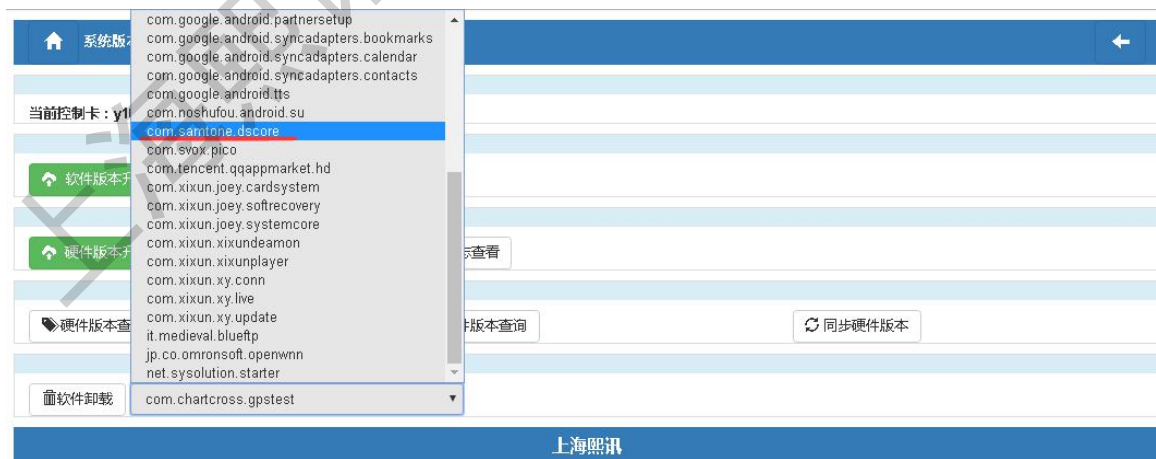 系统版
com.google.android.partnersetup
com.google.android.syncadapters.bookmarks
com.google.android.syncadapters.calendar
com.google.android.syncadapters.contacts
com.google.android.tts
当前控制卡：y1
com.noshufou.android.su
com.samtone.dscore
com.svox.pico
com.tencent.qqappmarket.hd
com.xixun.joey.cardsystem
软件版本升
com.xixun.joey.softrecovery
com.xixun.joey.systemcore
com.xixun.xixundeamon
硬件版本升
查看
com.xixun.xixunplayer
com.xixun.xy.conn
com.xixun.xy.live
com.xixun.xy.update
硬件版本查
版本查询
同步硬件版本
it.medieval.blueftp
jp.co.omronsoft.openwnn
net.sysolution.starter
软件卸载
com.chartcross.gpstest
上海熙讯
上海熙